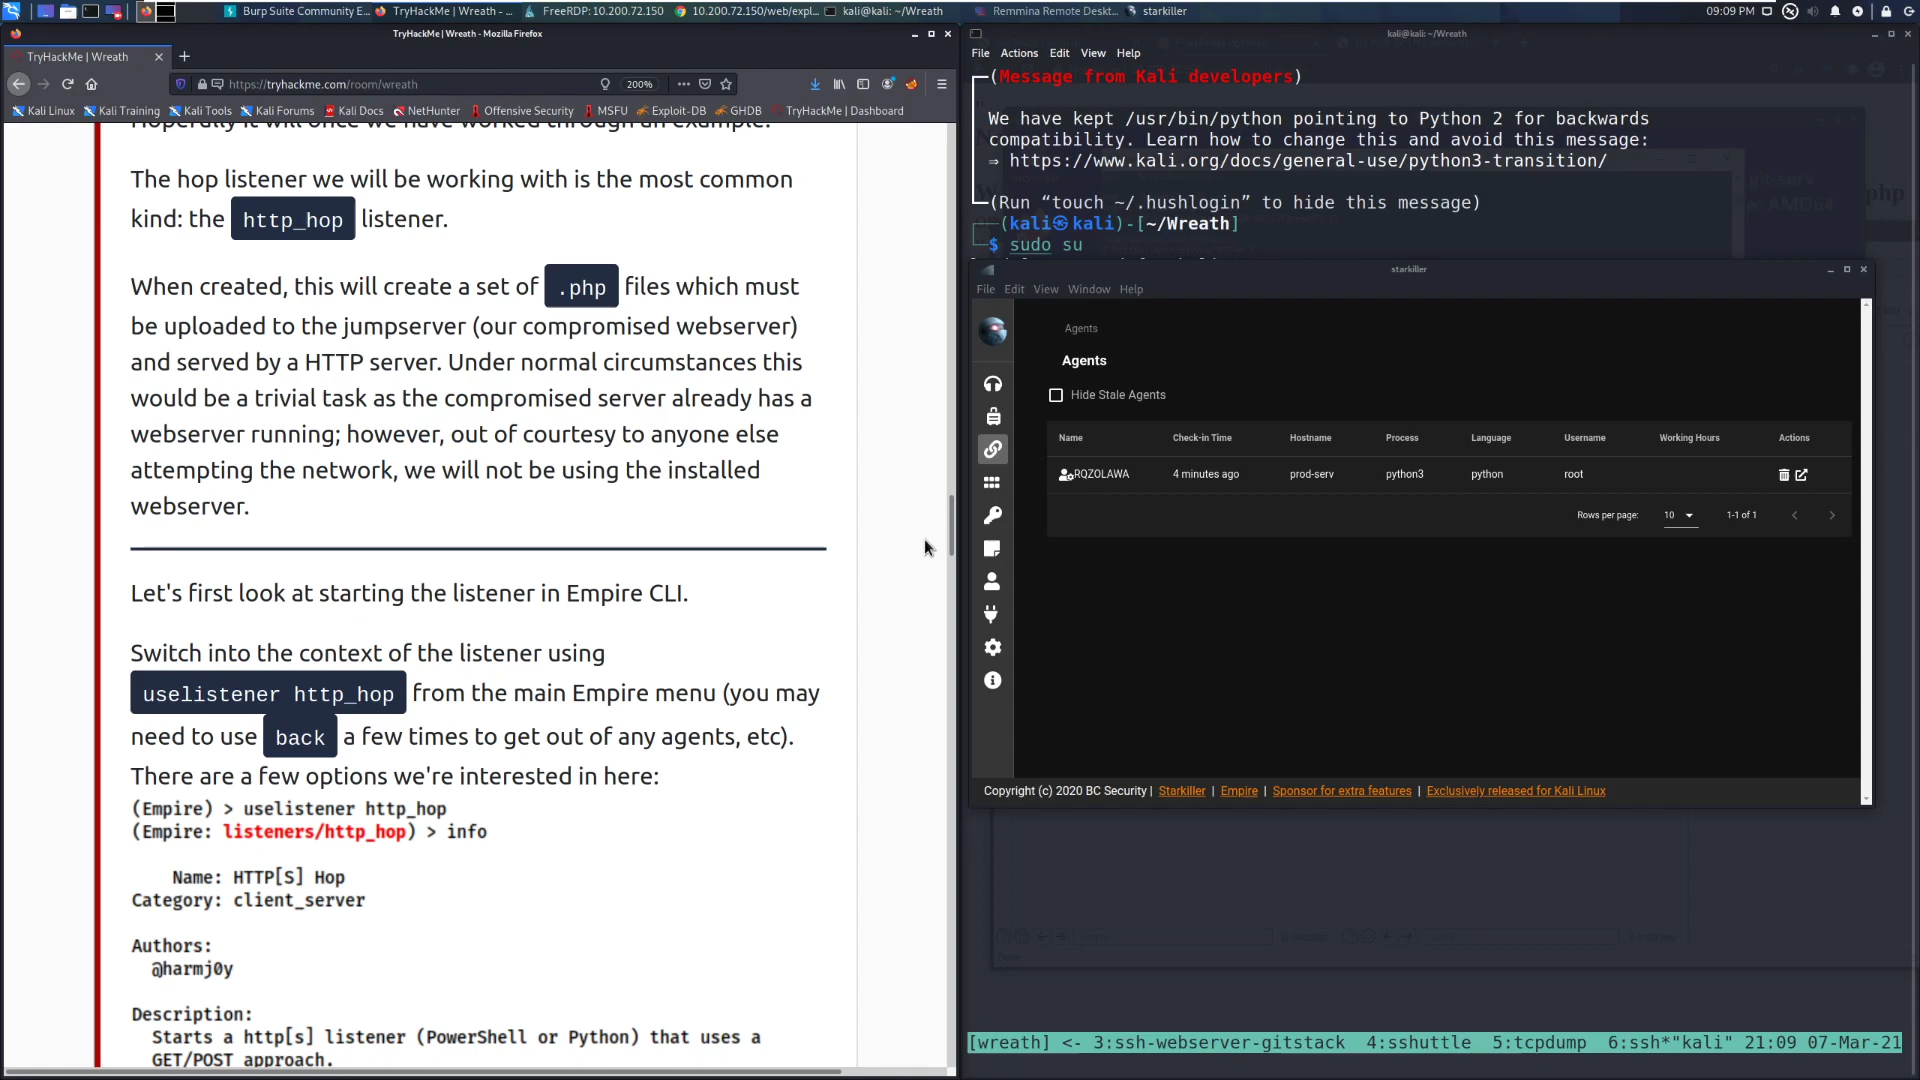 Burp Suite Community E...
TryHackMe | Wreath - ...
FreeRDP: 10.200.72.150
10.200.72.150/web/expl...
kali@kali: ~/Wreath
Remmina Remote Deskt...
starkiller
09:09 PM
TryHackMe | Wreath - Mozilla Firefox
TryHackMe | Wreath
https://tryhackme.com/room/wreath
200%
Kali Linux
Kali Training
Kali Tools
Kali Forums
Kali Docs
NetHunter
Offensive Security
MSFU
Exploit-DB
GHDB
TryHackMe | Dashboard
Hopefully it will once we have worked through an example.
The hop listener we will be working with is the most common
kind: the http_hop listener.
When created, this will create a set of .php files which must
be uploaded to the jumpserver (our compromised webserver)
and served by a HTTP server. Under normal circumstances this
would be a trivial task as the compromised server already has a
webserver running; however, out of courtesy to anyone else
attempting the network, we will not be using the installed
webserver.
Let's first look at starting the listener in Empire CLI.
Switch into the context of the listener using
uselistener http_hop from the main Empire menu (you may
need to use back a few times to get out of any agents, etc).
There are a few options we're interested in here:
(Empire) > uselistener http_hop
(Empire: listeners/http_hop) > info
Name: HTTP[S] Hop
Category: client_server
Authors:
@harmj0y
Description:
Starts a http[s] listener (PowerShell or Python) that uses a
GET/POST approach.
kali@kali: ~/Wreath
File Actions Edit View Help
(Message from Kali developers)
We have kept /usr/bin/python pointing to Python 2 for backwards
compatibility. Learn how to change this and avoid this message:
⇒ https://www.kali.org/docs/general-use/python3-transition/
(Run “touch ~/.hushlogin” to hide this message)
(kali㉿kali)-[~/Wreath]
$ sudo su
starkiller
File Edit View Window Help
Agents
Agents
Hide Stale Agents
Name Check-in Time Hostname Process Language Username Working Hours Actions
RQZOLAWA 4 minutes ago prod-serv python3 python root
Rows per page: 10 1-1 of 1
Copyright (c) 2020 BC Security | Starkiller | Empire | Sponsor for extra features | Exclusively released for Kali Linux
[wreath] <- 3:ssh-webserver-gitstack 4:sshuttle 5:tcpdump 6:ssh*"kali" 21:09 07-Mar-21